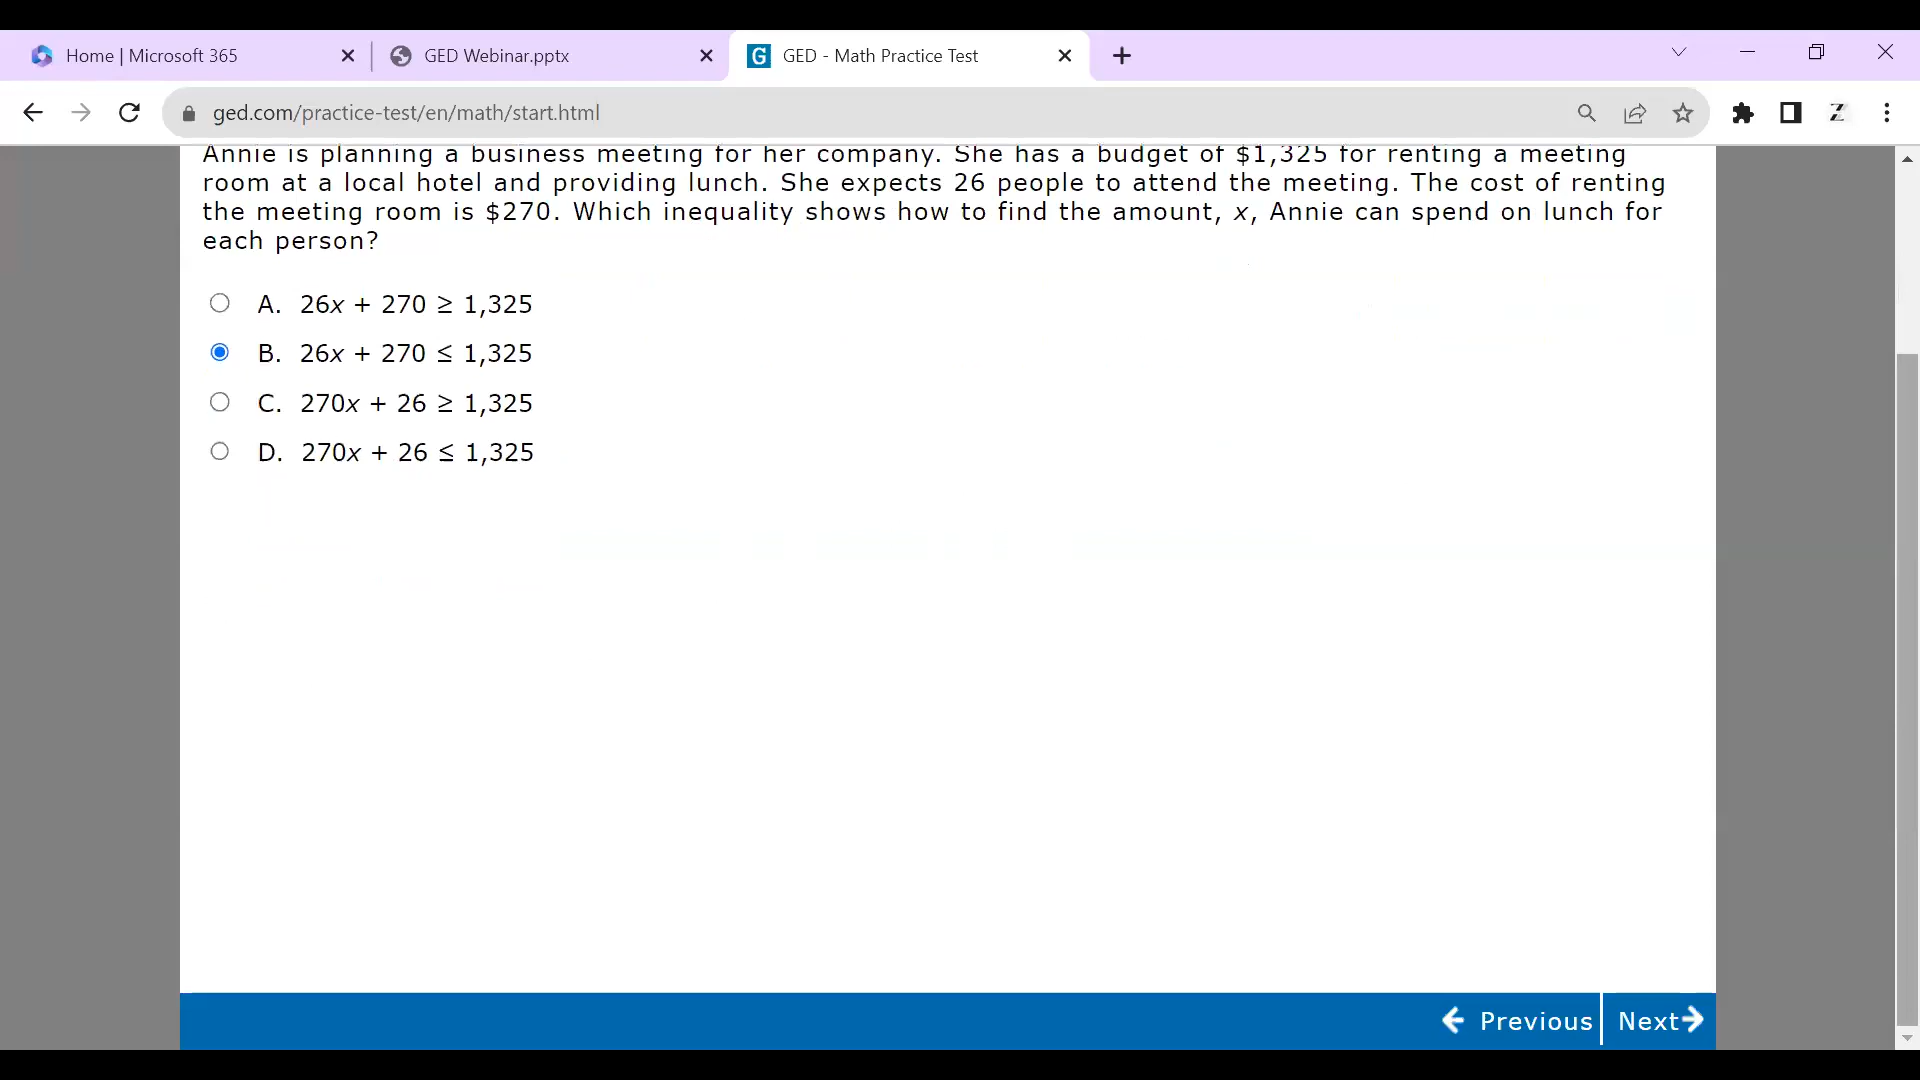 Home | Microsoft 365
GED Webinar.pptx
GED - Math Practice Test
ged.com/practice-test/en/math/start.html
Annie is planning a business meeting for her company. She has a budget of $1,325 for renting a meeting
room at a local hotel and providing lunch. She expects 26 people to attend the meeting. The cost of renting
the meeting room is $270. Which inequality shows how to find the amount, x, Annie can spend on lunch for
each person?
A. 26x + 270 ≥ 1,325
B. 26x + 270 ≤ 1,325
C. 270x + 26 ≥ 1,325
D. 270x + 26 ≤ 1,325
Previous
Next